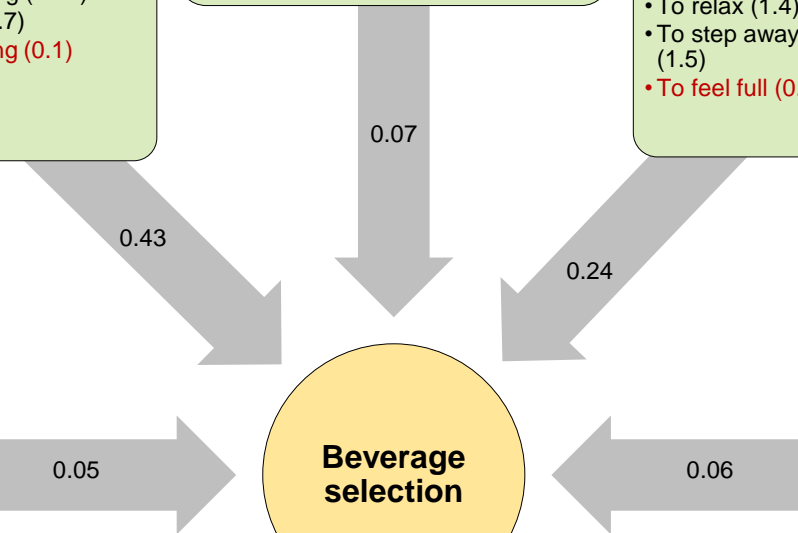 .7)
ng (0.1)
• To relax (1.4)
• To step away
(1.5)
• To feel full (0.
0.07
0.43
0.24
Beverage
selection
0.05
0.06